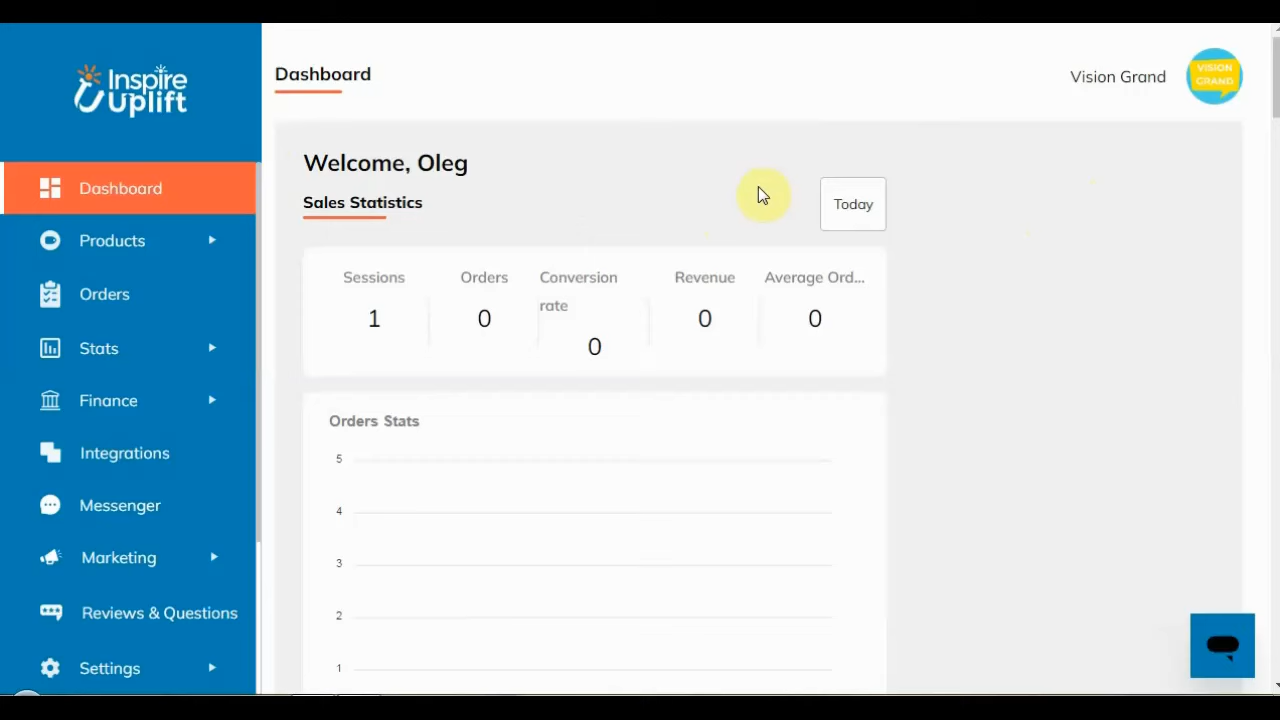 Inspire
Uplift
Dashboard
Vision Grand
VISION
GRAND
Dashboard
Products
Orders
Stats
Finance
Integrations
Messenger
Marketing
Reviews & Questions
Settings
Welcome, Oleg
Sales Statistics
Today
Sessions
1
Orders
0
Conversion
rate
0
Revenue
0
Average Ord...
0
Orders Stats
5
4
3
2
1